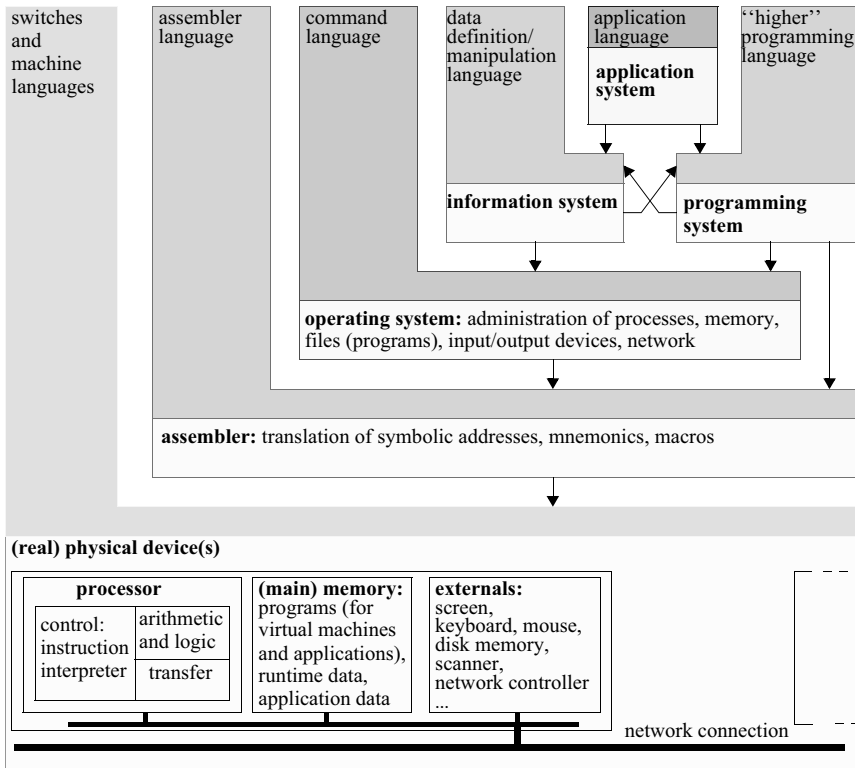 switches
and
machine
languages
assembler
language
command
language
data
definition/
manipulation
language
application
language
application
system
‘‘higher’’
programming
language
information system
programming
system
operating system: administration of processes, memory,
files (programs), input/output devices, network
assembler: translation of symbolic addresses, mnemonics, macros
(real) physical device(s)
processor
control:
instruction
interpreter
arithmetic
and logic
transfer
(main) memory:
programs (for
virtual machines
and applications),
runtime data,
application data
externals:
screen,
keyboard, mouse,
disk memory,
scanner,
network controller
...
network connection